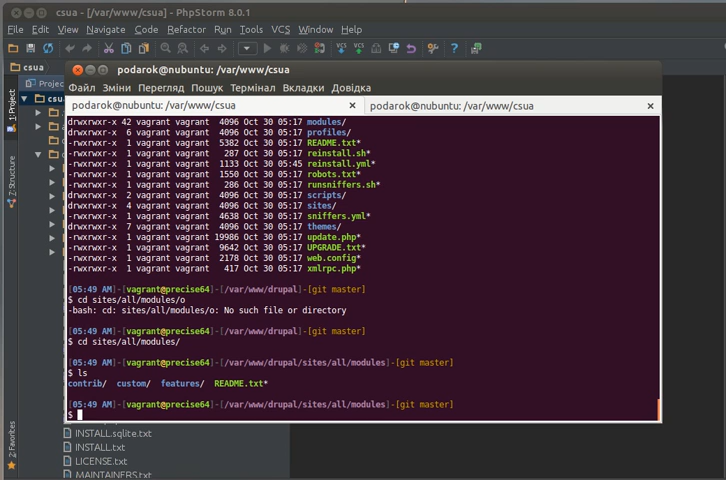 csua - [/var/www/csua] - PhpStorm 8.0.1
File Edit View Navigate Code Refactor Run Tools VCS Window Help
VCS VCS
csua
Projec
podarok@nubuntu: /var/www/csua
Файл Зміни Перегляд Пошук Термінал Вкладки Довідка
podarok@nubuntu: /var/www/csua × podarok@nubuntu: /var/www/csua ×
1: Project
7: Structure
2: Favorites
csu
drwxrwxr-x 42 vagrant vagrant 4096 Oct 30 05:17 modules/
drwxrwxr-x 6 vagrant vagrant 4096 Oct 30 05:17 profiles/
-rwxrwxr-x 1 vagrant vagrant 5382 Oct 30 05:17 README.txt*
-rwxrwxr-x 1 vagrant vagrant 287 Oct 30 05:17 reinstall.sh*
-rwxrwxr-x 1 vagrant vagrant 1133 Oct 30 05:45 reinstall.yml*
-rwxrwxr-x 1 vagrant vagrant 1550 Oct 30 05:17 robots.txt*
-rwxrwxr-x 1 vagrant vagrant 286 Oct 30 05:17 runsniffers.sh*
drwxrwxr-x 2 vagrant vagrant 4096 Oct 30 05:17 scripts/
drwxrwxr-x 4 vagrant vagrant 4096 Oct 30 05:17 sites/
-rwxrwxr-x 1 vagrant vagrant 4638 Oct 30 05:17 sniffers.yml*
drwxrwxr-x 7 vagrant vagrant 4096 Oct 30 05:17 themes/
-rwxrwxr-x 1 vagrant vagrant 19986 Oct 30 05:17 update.php*
-rwxrwxr-x 1 vagrant vagrant 9642 Oct 30 05:17 UPGRADE.txt*
-rwxrwxr-x 1 vagrant vagrant 2178 Oct 30 05:17 web.config*
-rwxrwxr-x 1 vagrant vagrant 417 Oct 30 05:17 xmlrpc.php*
[05:49 AM]-[vagrant@precise64]-[/var/www/drupal]-[git master]
$ cd sites/all/modules/o
-bash: cd: sites/all/modules/o: No such file or directory
[05:49 AM]-[vagrant@precise64]-[/var/www/drupal]-[git master]
$ cd sites/all/modules/
[05:49 AM]-[vagrant@precise64]-[/var/www/drupal/sites/all/modules]-[git master]
$ ls
contrib/ custom/ features/ README.txt*
[05:49 AM]-[vagrant@precise64]-[/var/www/drupal/sites/all/modules]-[git master]
$
INSTALL.sqlite.txt
INSTALL.txt
LICENSE.txt
MAINTAINERS.txt